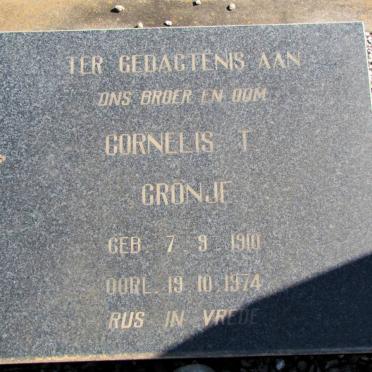 TER GEDAGTENIS AAN
ONS BROER EN OOM
CORNELIS T
CRONJE
GEB. 7 9 1910
OORL. 19 10 1974
RUS IN VREDE